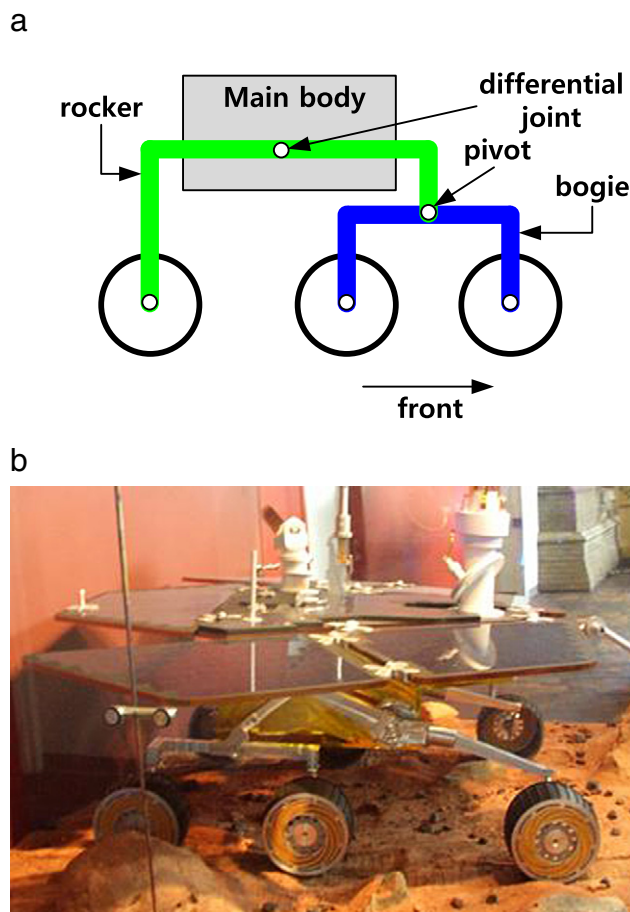 a
Main body
differential
joint
rocker
pivot
bogie
front
b